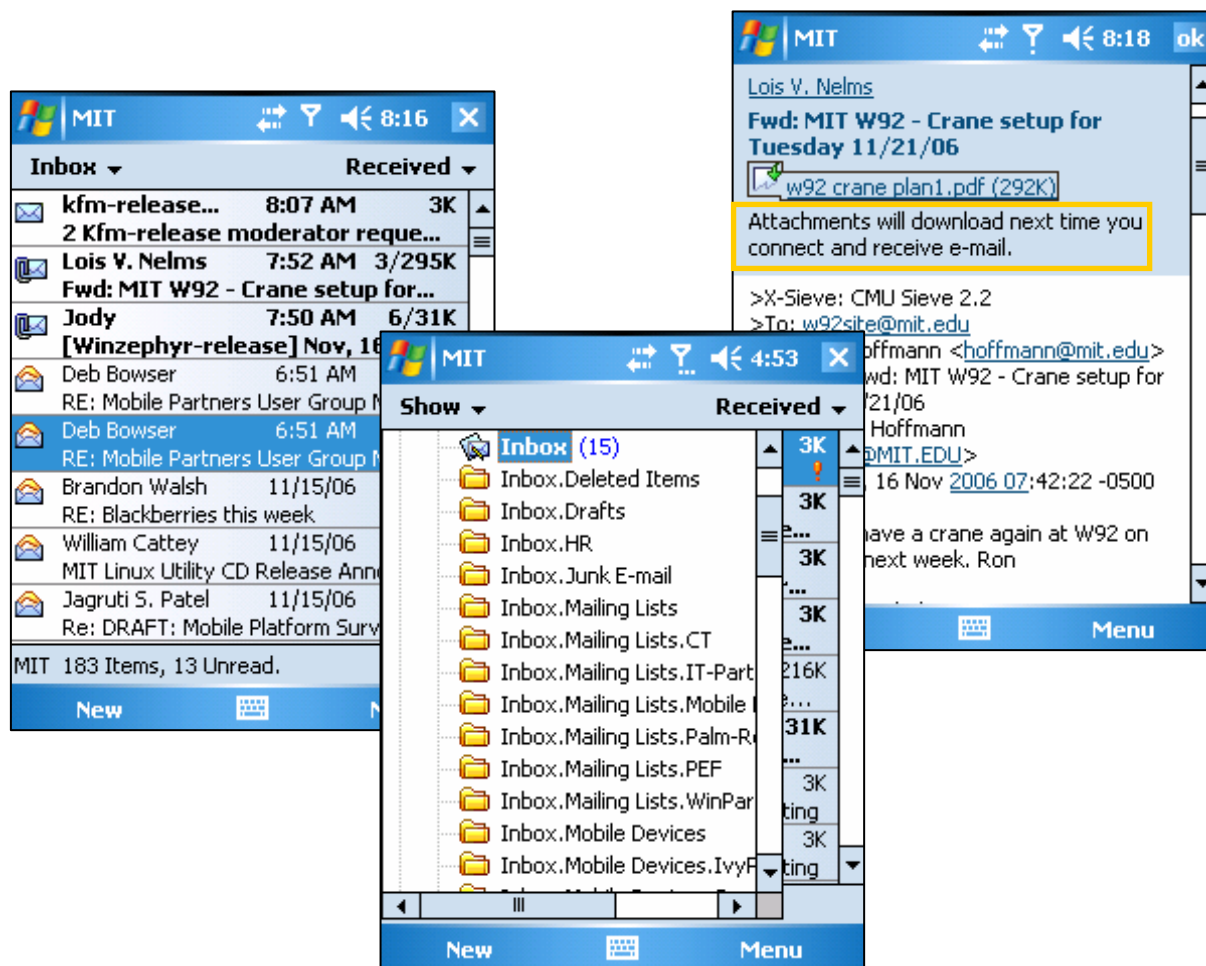 MIT 8:16
Inbox Received
kfm-release... 8:07 AM 3K
2 Kfm-release moderator reque...
Lois V. Nelms 7:52 AM 3/295K
Fwd: MIT W92 - Crane setup for...
Jody 7:50 AM 6/31K
[Winzephyr-release] Nov, 16
Deb Bowser 6:51 AM
RE: Mobile Partners User Group
Deb Bowser 6:51 AM
RE: Mobile Partners User Group
Brandon Walsh 11/15/06
RE: Blackberries this week
William Cattey 11/15/06
MIT Linux Utility CD Release Ann
Jagruti S. Patel 11/15/06
Re: DRAFT: Mobile Platform Surv
MIT 183 Items, 13 Unread.
New
MIT 4:53
Show Received
Inbox (15) 3K
Inbox.Deleted Items
Inbox.Drafts 3K
Inbox.HR
Inbox.Junk E-mail 3K
Inbox.Mailing Lists
Inbox.Mailing Lists.CT 3K
Inbox.Mailing Lists.IT-Part 216K
Inbox.Mailing Lists.Mobile
Inbox.Mailing Lists.Palm-R 31K
Inbox.Mailing Lists.PEF
Inbox.Mailing Lists.WinPar 3K
ting
Inbox.Mobile Devices 3K
Inbox.Mobile Devices.IvyP ting
New Menu
MIT 8:18 ok
Lois V. Nelms
Fwd: MIT W92 - Crane setup for
Tuesday 11/21/06
w92 crane plan1.pdf (292K)
Attachments will download next time you
connect and receive e-mail.
>X-Sieve: CMU Sieve 2.2
>To: w92site@mit.edu
offmann <hoffmann@mit.edu>
wd: MIT W92 - Crane setup for
/21/06
Hoffmann
@MIT.EDU>
, 16 Nov 2006 07:42:22 -0500
ave a crane again at W92 on
next week. Ron
Menu